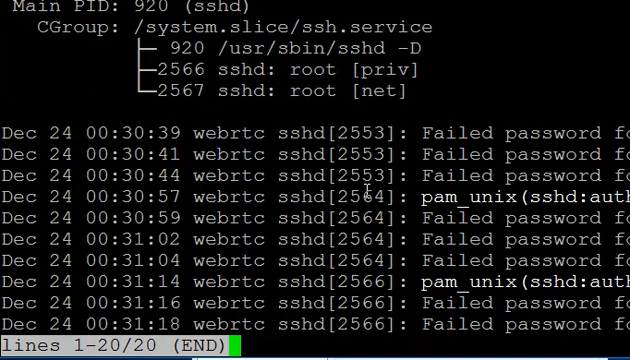 Main PID: 920 (sshd)
CGroup: /system.slice/ssh.service
├─ 920 /usr/sbin/sshd -D
├─2566 sshd: root [priv]
└─2567 sshd: root [net]
Dec 24 00:30:39 webrtc sshd[2553]: Failed password fo
Dec 24 00:30:41 webrtc sshd[2553]: Failed password fo
Dec 24 00:30:44 webrtc sshd[2553]: Failed password fo
Dec 24 00:30:57 webrtc sshd[2564]: pam_unix(sshd:auth
Dec 24 00:30:59 webrtc sshd[2564]: Failed password fo
Dec 24 00:31:02 webrtc sshd[2564]: Failed password fo
Dec 24 00:31:04 webrtc sshd[2564]: Failed password fo
Dec 24 00:31:14 webrtc sshd[2566]: pam_unix(sshd:auth
Dec 24 00:31:16 webrtc sshd[2566]: Failed password fo
Dec 24 00:31:18 webrtc sshd[2566]: Failed password fo
lines 1-20/20 (END)